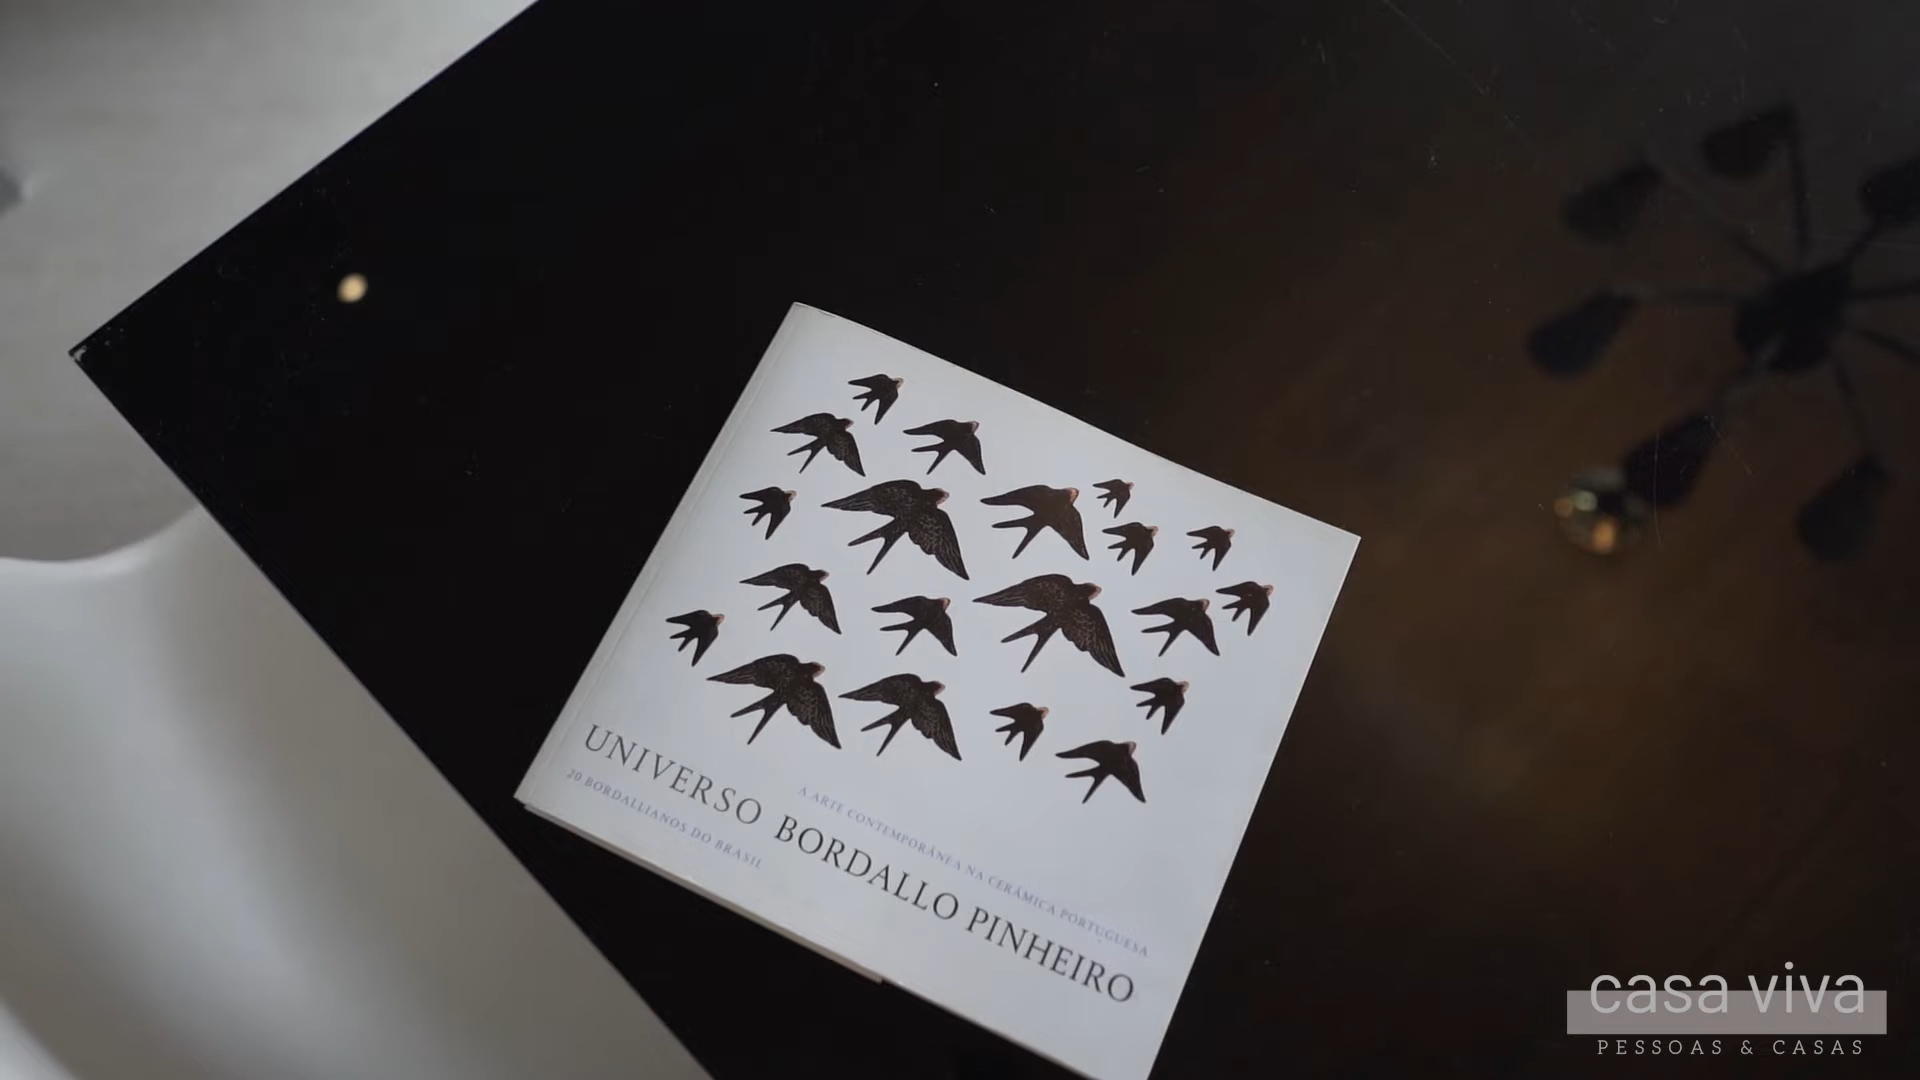 A ARTE CONTEMPORÂNEA NA CERÂMICA PORTUGUESA
UNIVERSO BORDALLO PINHEIRO
20 BORDALLIANOS DO BRASIL
casa viva
PESSOAS & CASAS